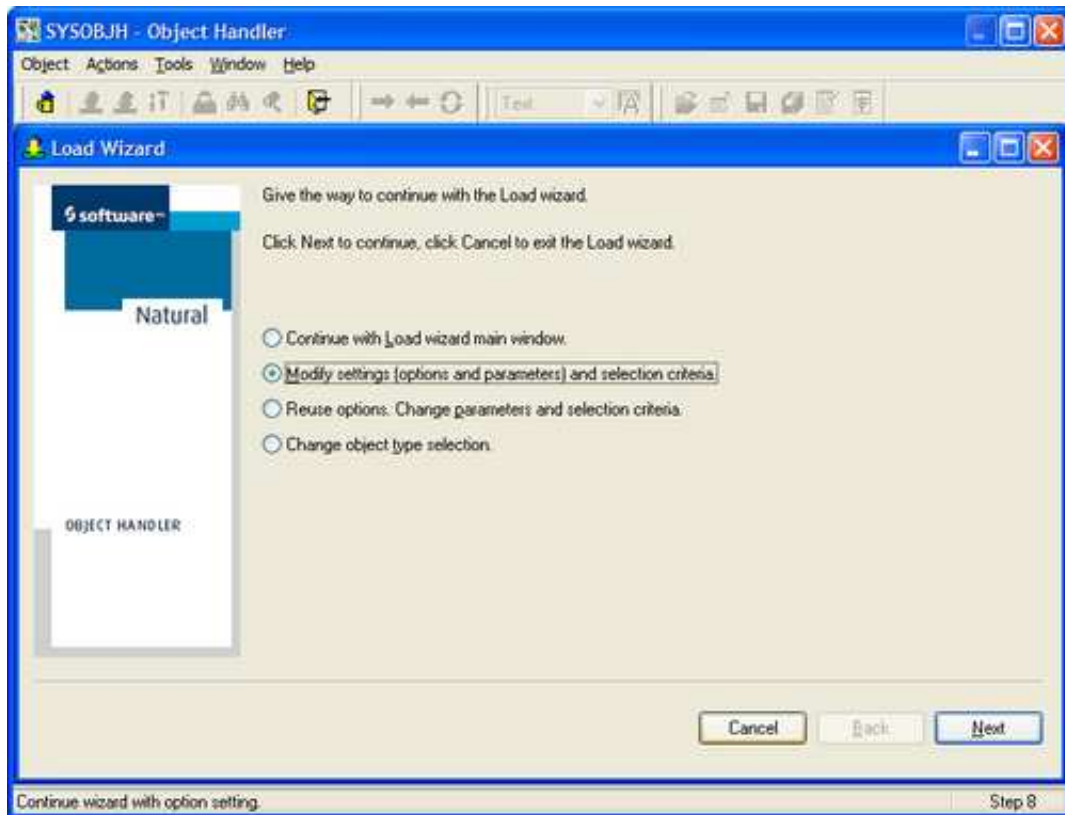 SYSOBJH - Object Handler
Object Actions Tools Window Help
Text
Load Wizard
software
Natural
OBJECT HANDLER
Give the way to continue with the Load wizard.
Click Next to continue, click Cancel to exit the Load wizard.
Continue with Load wizard main window.
Modify settings (options and parameters) and selection criteria.
Reuse options. Change parameters and selection criteria.
Change object type selection.
Cancel Back Next
Continue wizard with option setting. Step 8